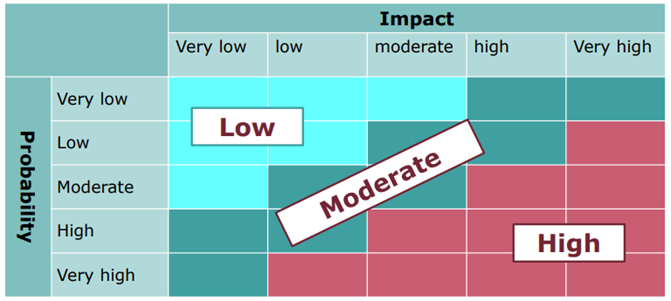 Impact
Very low low moderate high Very high
Probability
Very low
Low
Low
Moderate
Moderate
High
High
Very high